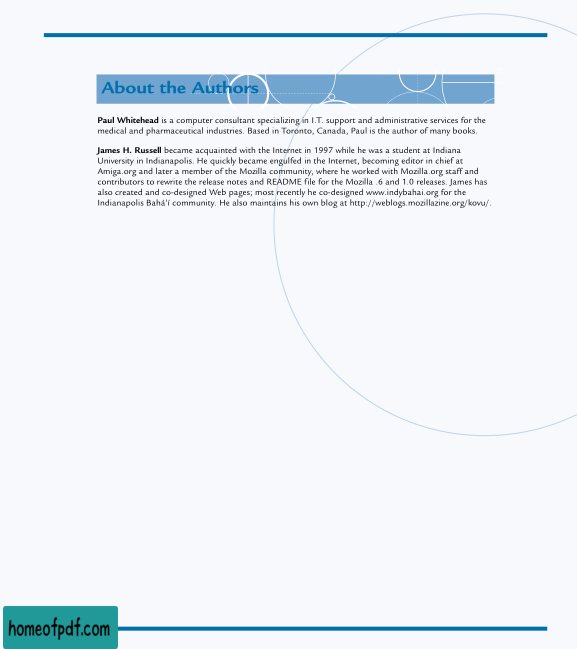 About the Authors
Paul Whitehead is a computer consultant specializing in I.T. support and administrative services for the
medical and pharmaceutical industries. Based in Toronto, Canada, Paul is the author of many books.
James H. Russell became acquainted with the Internet in 1997 while he was a student at Indiana
University in Indianapolis. He quickly became engulfed in the Internet, becoming editor in chief at
Amiga.org and later a member of the Mozilla community, where he worked with Mozilla.org staff and
contributors to rewrite the release notes and README file for the Mozilla .6 and 1.0 releases. James has
also created and co-designed Web pages; most recently he co-designed www.indybahai.org for the
Indianapolis Bahá'í community. He also maintains his own blog at http://weblogs.mozillazine.org/kovu/.
homeofpdf.com